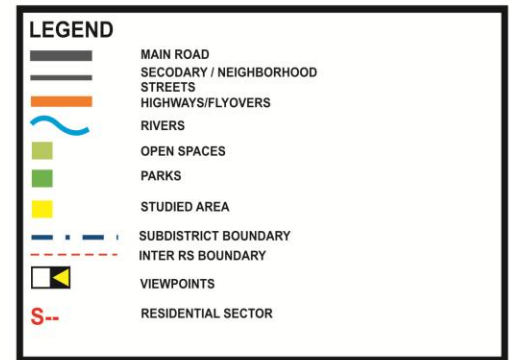 LEGEND
MAIN ROAD
SECODARY / NEIGHBORHOOD
STREETS
HIGHWAYS/FLYOVERS
RIVERS
OPEN SPACES
PARKS
STUDIED AREA
SUBDISTRICT BOUNDARY
INTER RS BOUNDARY
VIEWPOINTS
S-- RESIDENTIAL SECTOR